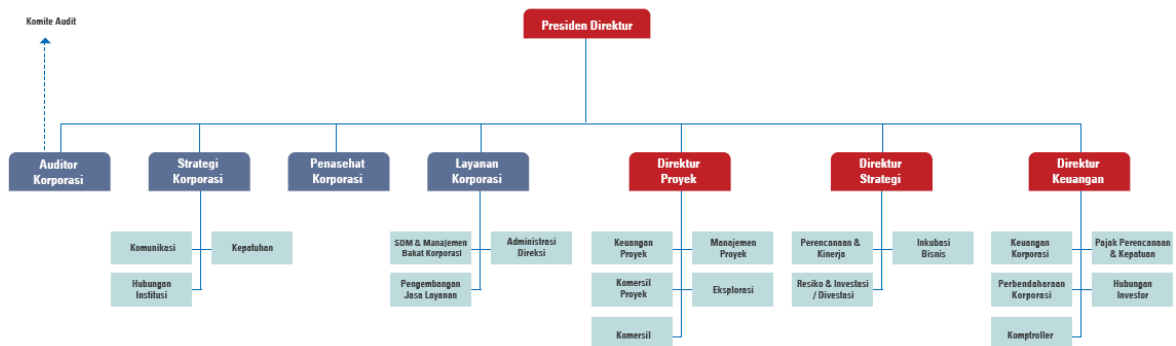 Komite Audit
Presiden Direktur
Auditor
Korporasi
Strategi
Korporasi
Penasehat
Korporasi
Layanan
Korporasi
Direktur
Proyek
Direktur
Strategi
Direktur
Keuangan
Komunikasi
Kepatuhan
Hubungan
Institusi
SDM & Manajemen
Bakat Korporasi
Administrasi
Direksi
Pengembangan
Jasa Layanan
Keuangan
Proyek
Manajemen
Proyek
Komersil
Proyek
Eksplorasi
Komersil
Perencanaan &
Kinerja
Inkubasi
Bisnis
Resiko & Investasi
/ Divestasi
Keuangan
Korporasi
Pajak Perencanaan
& Kepatuan
Perbendaharaan
Korporasi
Hubungan
Investor
Komptroller